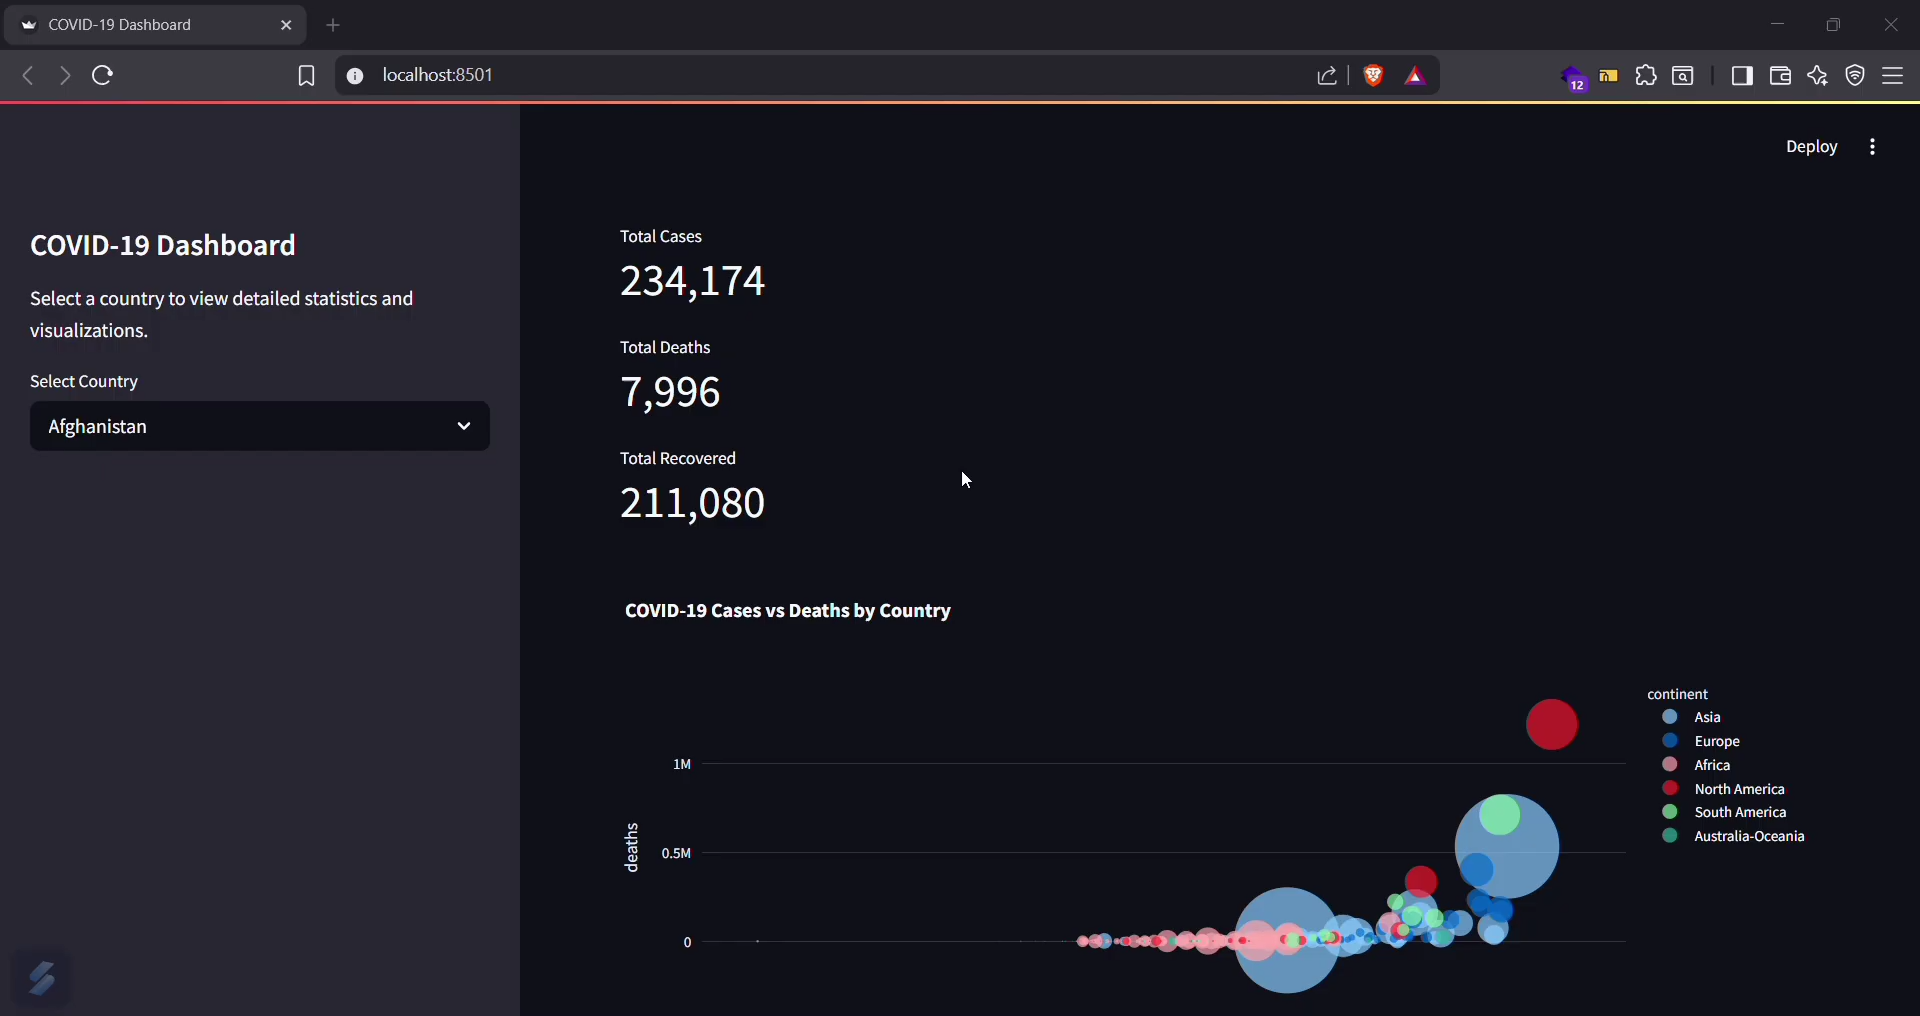 COVID-19 Dashboard
localhost:8501
12
Deploy
COVID-19 Dashboard
Select a country to view detailed statistics and
visualizations.
Select Country
Afghanistan
Total Cases
234,174
Total Deaths
7,996
Total Recovered
211,080
COVID-19 Cases vs Deaths by Country
continent
Asia
Europe
Africa
North America
South America
Australia-Oceania
1M
0.5M
0
deaths